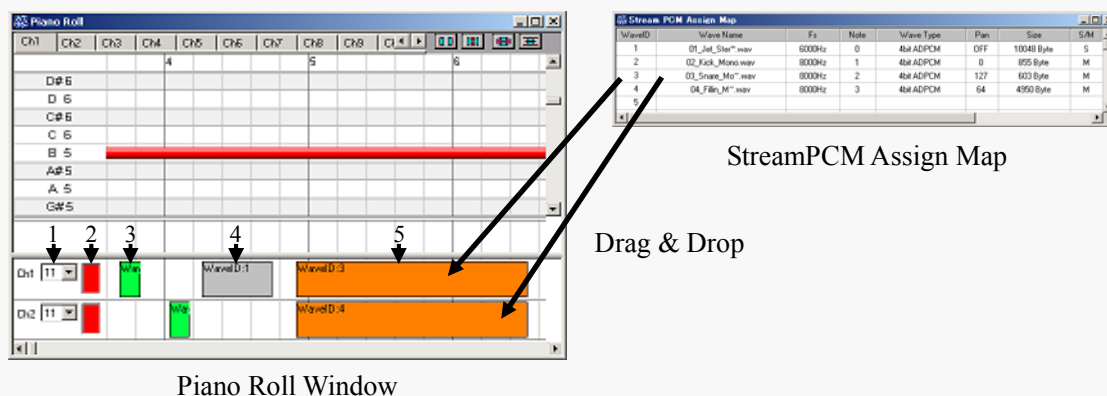 Piano Roll
Ch1 Ch2 Ch3 Ch4 Ch5 Ch6 Ch7 Ch8 Ch9
4 5 6
D#6
D 6
C#6
C 6
B 5
A#5
A 5
G#5
1 2 3 4 5
Ch1 11 WaveID:1 WaveID:3
Ch2 11 WaveID:4
Piano Roll Window
Stream PCM Assign Map
WaveID Wave Name Fs Note Wave Type Pan Size S/M
1 01_Jet_Ster~.wav 6000Hz 0 4bit ADPCM OFF 10048 Byte S
2 02_Kick_Mono.wav 8000Hz 1 4bit ADPCM 0 855 Byte M
3 03_Snare_Mo~.wav 8000Hz 2 4bit ADPCM 127 603 Byte M
4 04_Fillin_M~.wav 8000Hz 3 4bit ADPCM 64 4950 Byte M
5
StreamPCM Assign Map
Drag & Drop